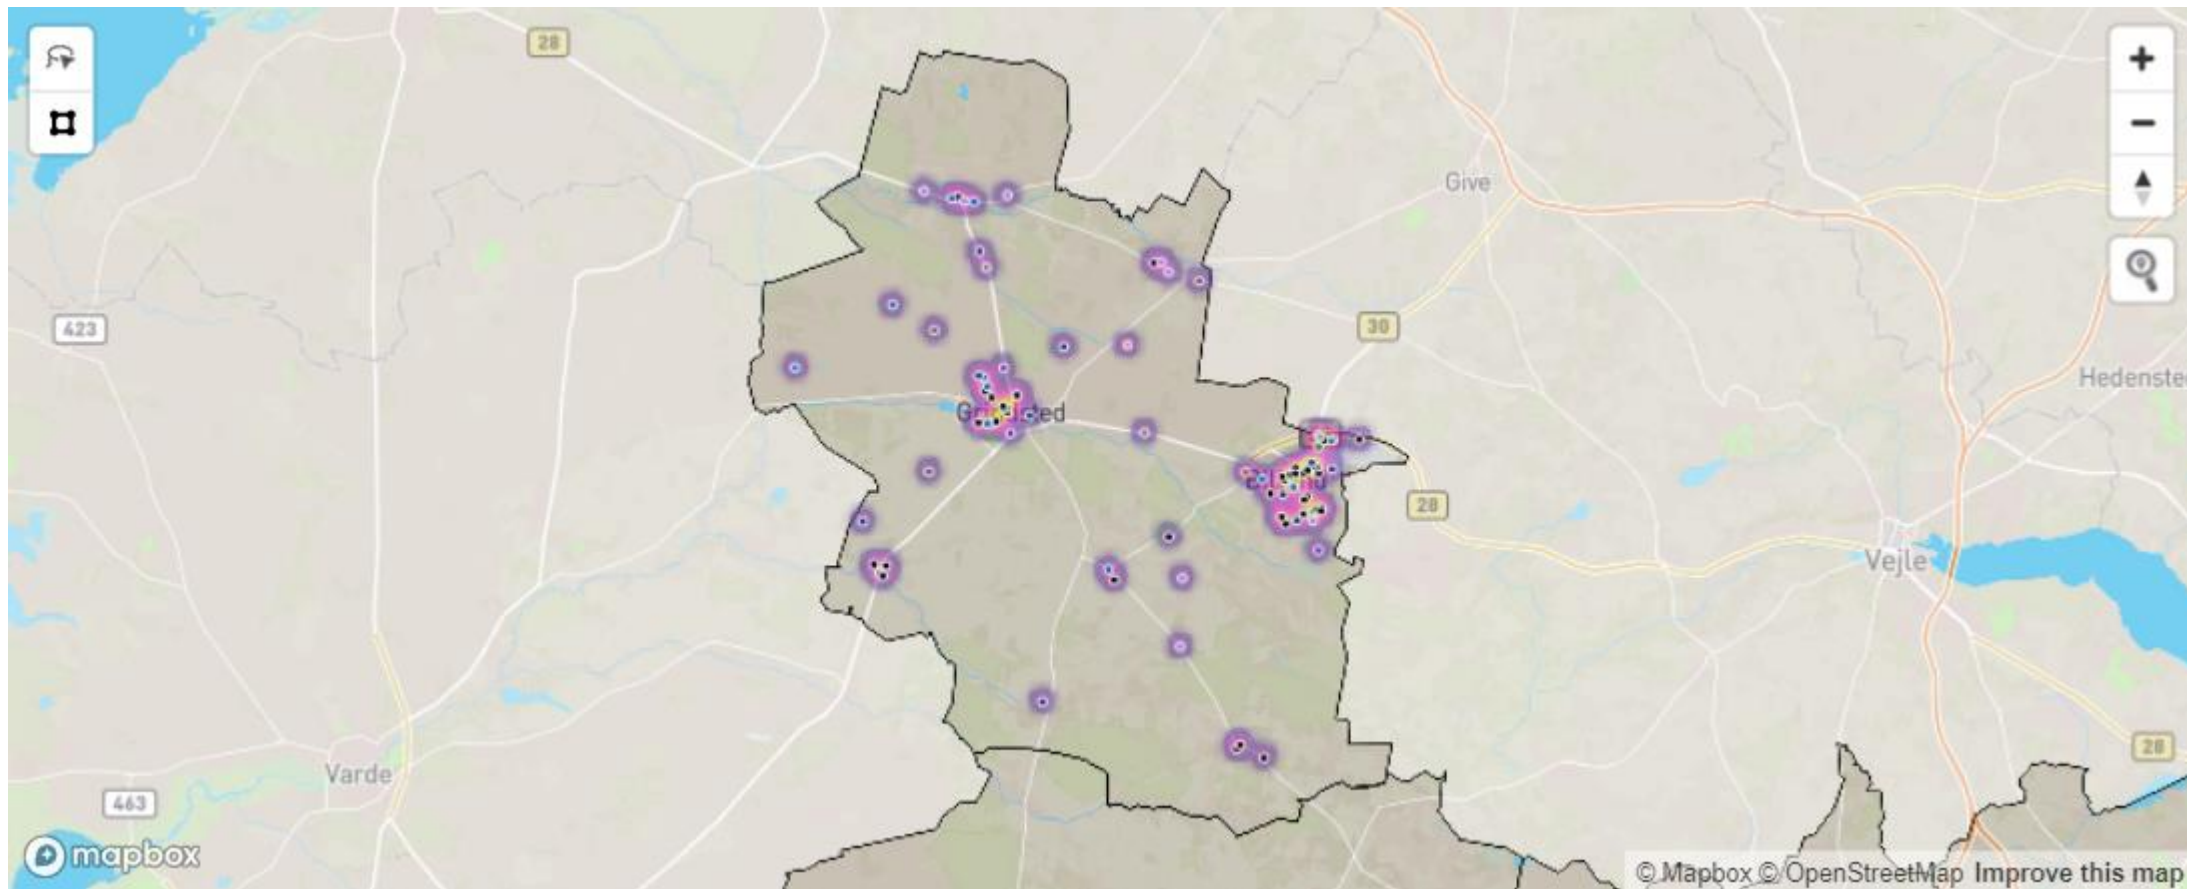 28
Give
30
423
Hedenste
28
Vejle
Varde
28
463
mapbox
© Mapbox © OpenStreetMap Improve this map